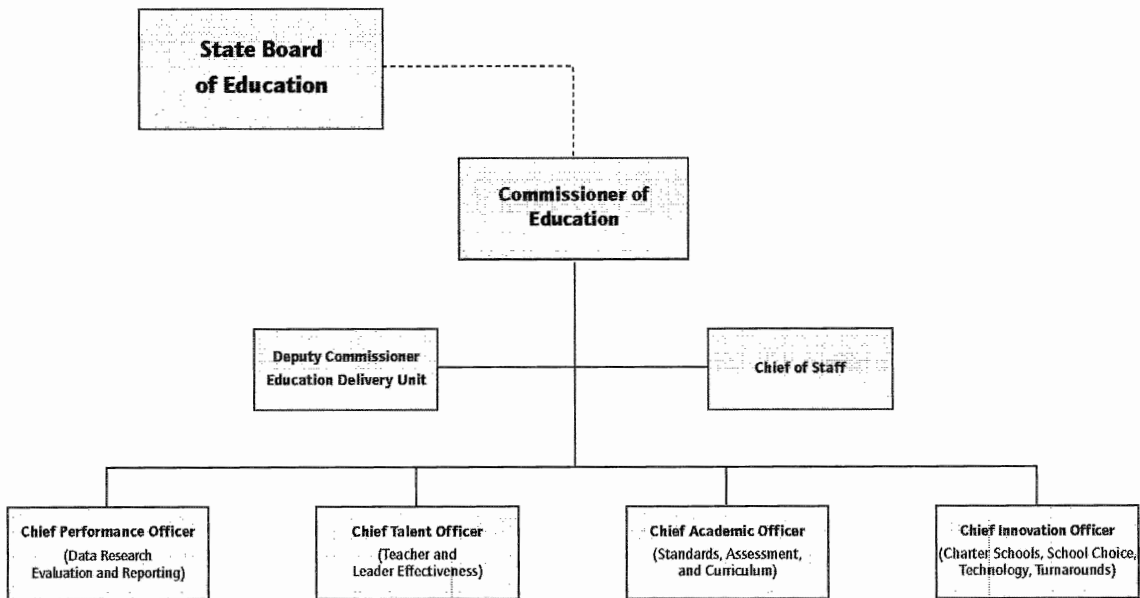 State Board
of Education
Commissioner of
Education
Deputy Commissioner
Education Delivery Unit
Chief of Staff
Chief Performance Officer
(Data Research
Evaluation and Reporting)
Chief Talent Officer
(Teacher and
Leader Effectiveness)
Chief Academic Officer
(Standards, Assessment,
and Curriculum)
Chief Innovation Officer
(Charter Schools, School Choice,
Technology, Turnarounds)